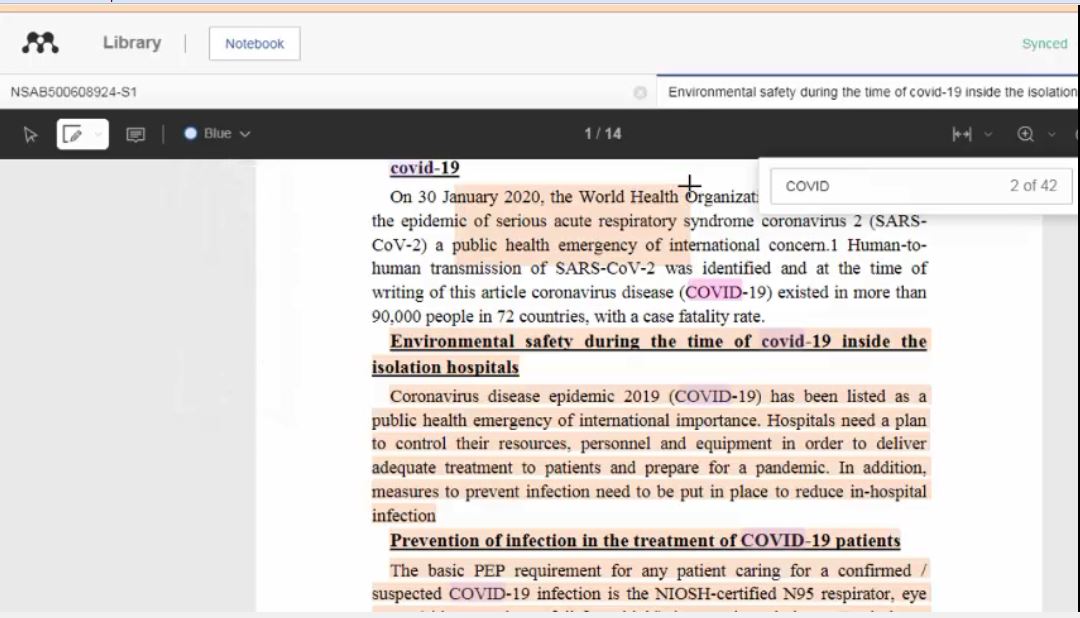 Library
Notebook
Synced
NSAB500608924-S1
Environmental safety during the time of covid-19 inside the isolation
Blue
1 / 14
COVID
2 of 42
covid-19
On 30 January 2020, the World Health Organizati
the epidemic of serious acute respiratory syndrome coronavirus 2 (SARS-
CoV-2) a public health emergency of international concern.1 Human-to-
human transmission of SARS-CoV-2 was identified and at the time of
writing of this article coronavirus disease (COVID-19) existed in more than
90,000 people in 72 countries, with a case fatality rate.
Environmental safety during the time of covid-19 inside the
isolation hospitals
Coronavirus disease epidemic 2019 (COVID-19) has been listed as a
public health emergency of international importance. Hospitals need a plan
to control their resources, personnel and equipment in order to deliver
adequate treatment to patients and prepare for a pandemic. In addition,
measures to prevent infection need to be put in place to reduce in-hospital
infection
Prevention of infection in the treatment of COVID-19 patients
The basic PEP requirement for any patient caring for a confirmed /
suspected COVID-19 infection is the NIOSH-certified N95 respirator, eye